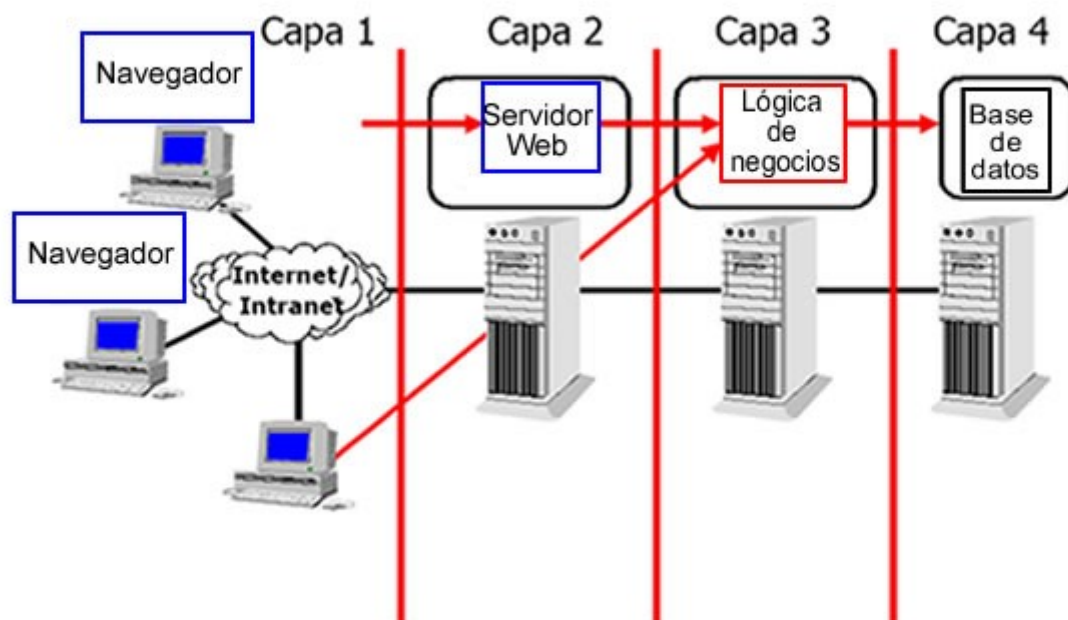 Capa 1
Capa 2
Capa 3
Capa 4
Navegador
Servidor
Web
Lógica
de
negocios
Base
de
datos
Navegador
Internet/
Intranet